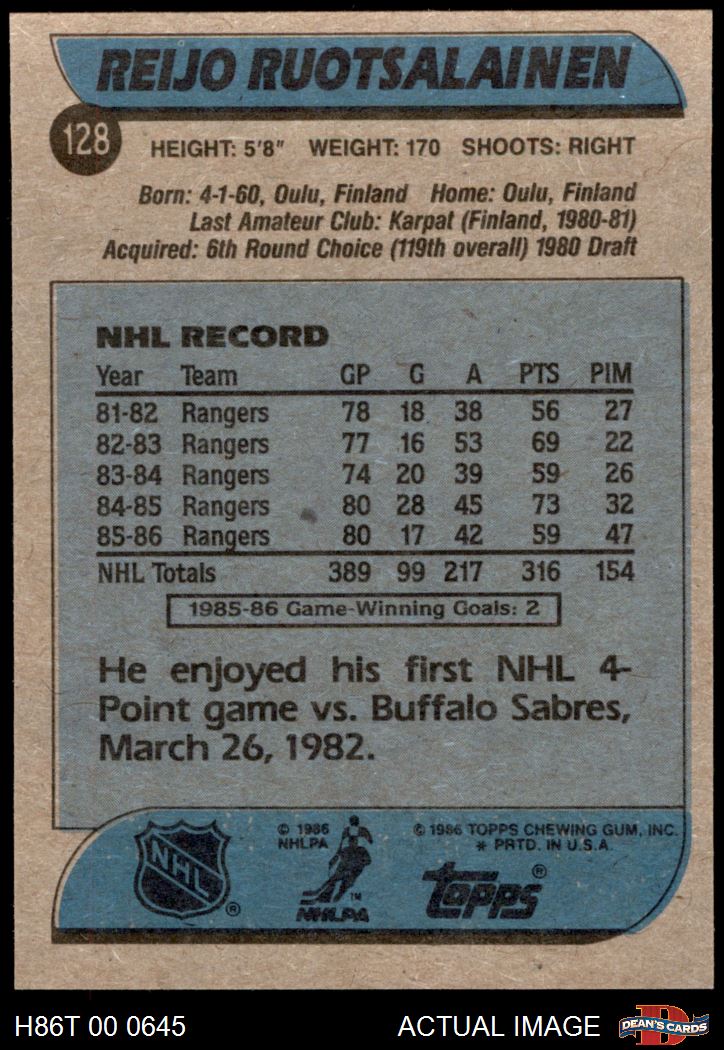 REIJO RUOTSALAINEN
128
HEIGHT: 5'8" WEIGHT: 170 SHOOTS: RIGHT
Born: 4-1-60, Oulu, Finland Home: Oulu, Finland
Last Amateur Club: Karpat (Finland, 1980-81)
Acquired: 6th Round Choice (119th overall) 1980 Draft
NHL RECORD
Year Team GP G A PTS PIM
81-82 Rangers 78 18 38 56 27
82-83 Rangers 77 16 53 69 22
83-84 Rangers 74 20 39 59 26
84-85 Rangers 80 28 45 73 32
85-86 Rangers 80 17 42 59 47
NHL Totals 389 99 217 316 154
1985-86 Game-Winning Goals: 2
He enjoyed his first NHL 4-
Point game vs. Buffalo Sabres,
March 26, 1982.
NHL ®
© 1986
NHLPA
TM
NHLPA
© 1986 TOPPS CHEWING GUM, INC.
* PRTD. IN U.S.A.
topps ®
H86T 00 0645 ACTUAL IMAGE
D
DEAN'S CARDS